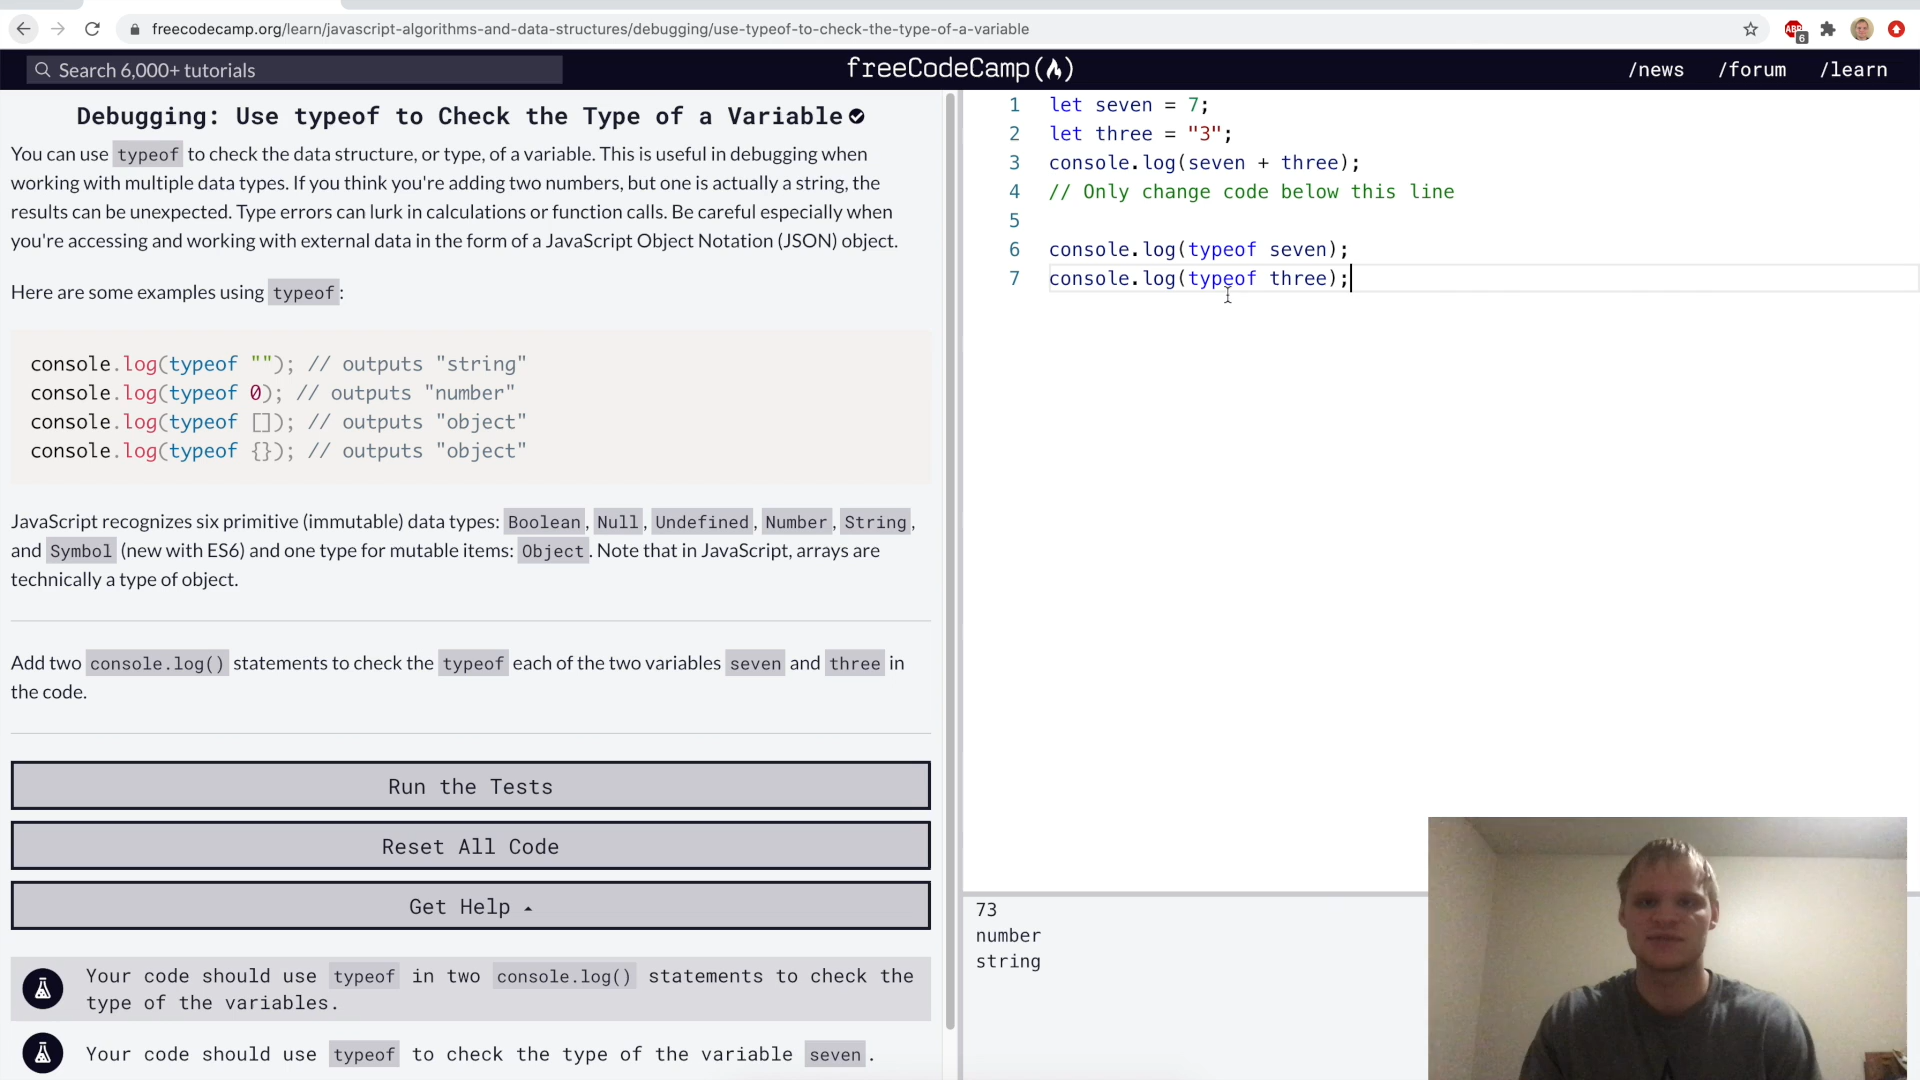 freecodecamp.org/learn/javascript-algorithms-and-data-structures/debugging/use-typeof-to-check-the-type-of-a-variable
ABP
6
Search 6,000+ tutorials
freeCodeCamp
/news
/forum
/learn
Debugging: Use typeof to Check the Type of a Variable
You can use typeof to check the data structure, or type, of a variable. This is useful in debugging when
working with multiple data types. If you think you're adding two numbers, but one is actually a string, the
results can be unexpected. Type errors can lurk in calculations or function calls. Be careful especially when
you're accessing and working with external data in the form of a JavaScript Object Notation (JSON) object.
Here are some examples using typeof:
console.log(typeof ""); // outputs "string"
console.log(typeof 0); // outputs "number"
console.log(typeof []); // outputs "object"
console.log(typeof {}); // outputs "object"
JavaScript recognizes six primitive (immutable) data types: Boolean, Null, Undefined, Number, String,
and Symbol (new with ES6) and one type for mutable items: Object. Note that in JavaScript, arrays are
technically a type of object.
Add two console.log() statements to check the typeof each of the two variables seven and three in
the code.
Run the Tests
Reset All Code
Get Help
Your code should use typeof in two console.log() statements to check the
type of the variables.
Your code should use typeof to check the type of the variable seven.
1 let seven = 7;
2 let three = "3";
3 console.log(seven + three);
4 // Only change code below this line
5
6 console.log(typeof seven);
7 console.log(typeof three);
73
number
string